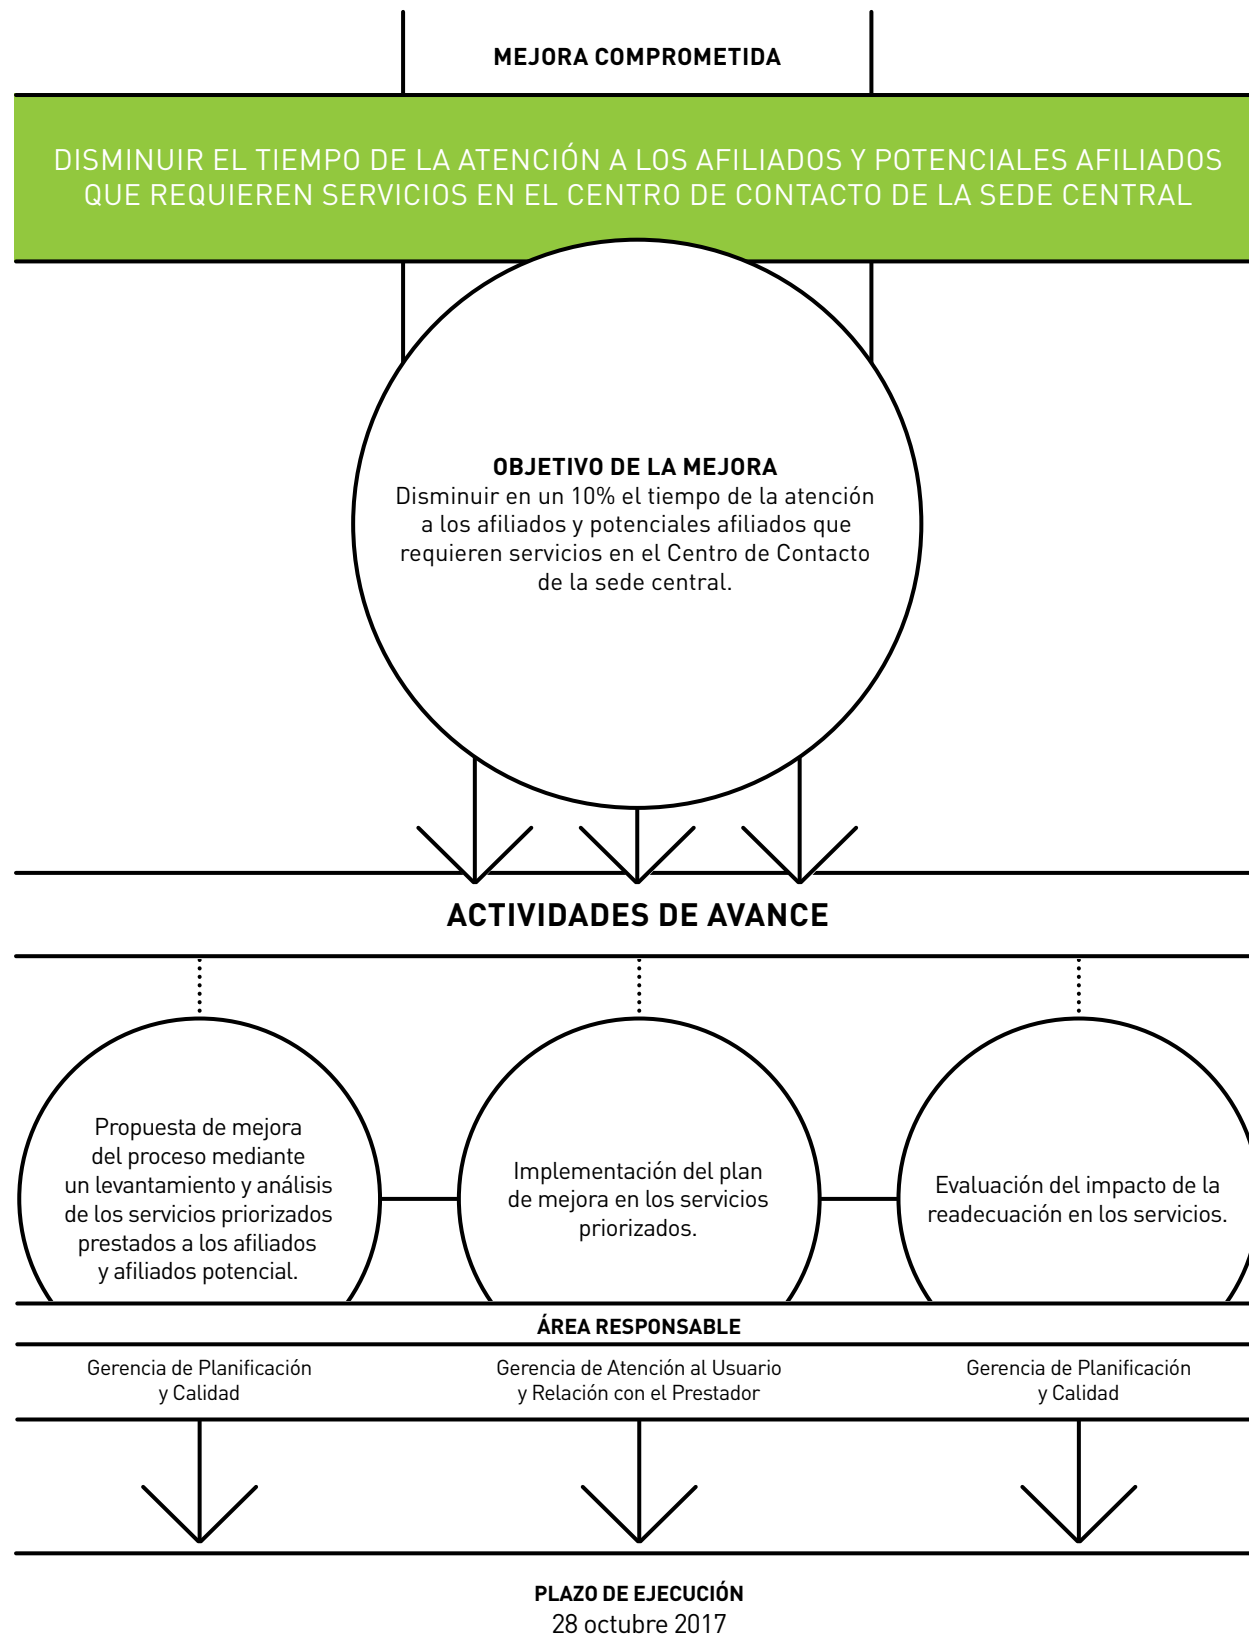 MEJORA COMPROMETIDA
DISMINUIR EL TIEMPO DE LA ATENCIÓN A LOS AFILIADOS Y POTENCIALES AFILIADOS
QUE REQUIEREN SERVICIOS EN EL CENTRO DE CONTACTO DE LA SEDE CENTRAL
OBJETIVO DE LA MEJORA
Disminuir en un 10% el tiempo de la atención
a los afiliados y potenciales afiliados que
requieren servicios en el Centro de Contacto
de la sede central.
ACTIVIDADES DE AVANCE
Propuesta de mejora
del proceso mediante
un levantamiento y análisis
de los servicios priorizados
prestados a los afiliados
y afiliados potencial.
Implementación del plan
de mejora en los servicios
priorizados.
Evaluación del impacto de la
readecuación en los servicios.
ÁREA RESPONSABLE
Gerencia de Planificación
y Calidad
Gerencia de Atención al Usuario
y Relación con el Prestador
Gerencia de Planificación
y Calidad
PLAZO DE EJECUCIÓN
28 octubre 2017